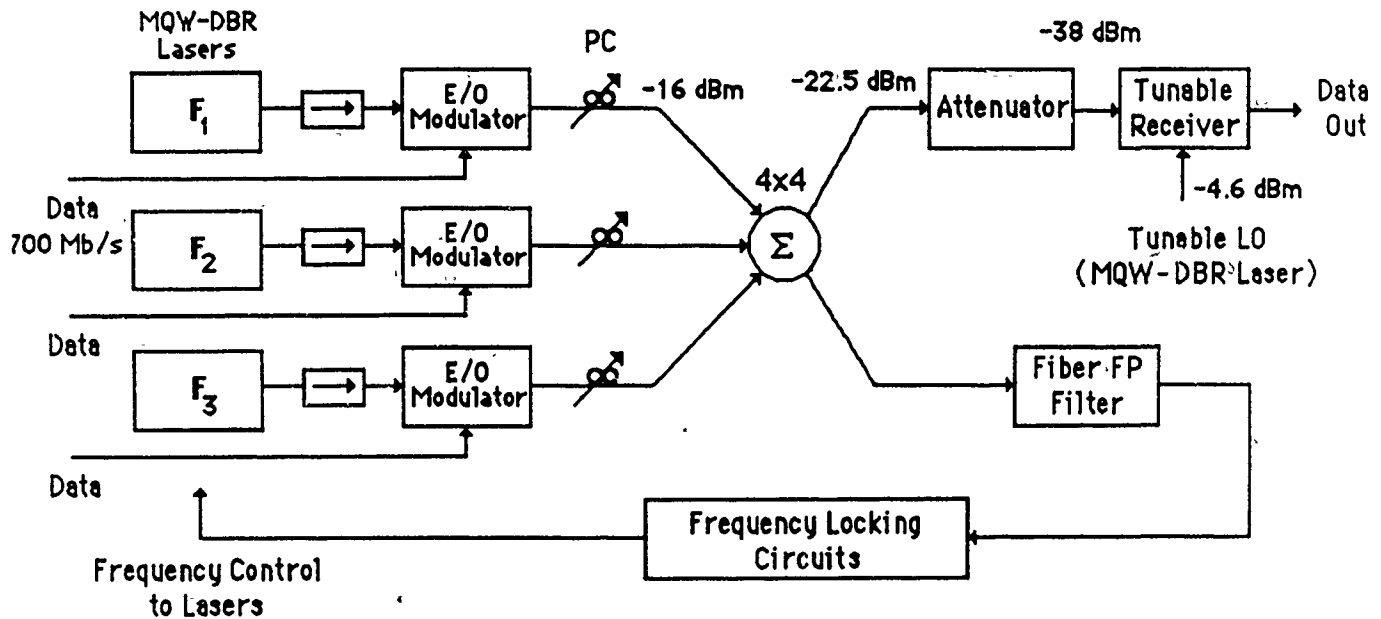 MQW-DBR
Lasers
F1
E/O
Modulator
PC
-16 dBm
-22.5 dBm
Attenuator
-38 dBm
Tunable
Receiver
Data
Out
-4.6 dBm
Tunable LO
(MQW-DBR Laser)
Data
700 Mb/s
F2
E/O
Modulator
4x4
Σ
Data
F3
E/O
Modulator
Fiber FP
Filter
Data
Frequency Locking
Circuits
Frequency Control
to Lasers